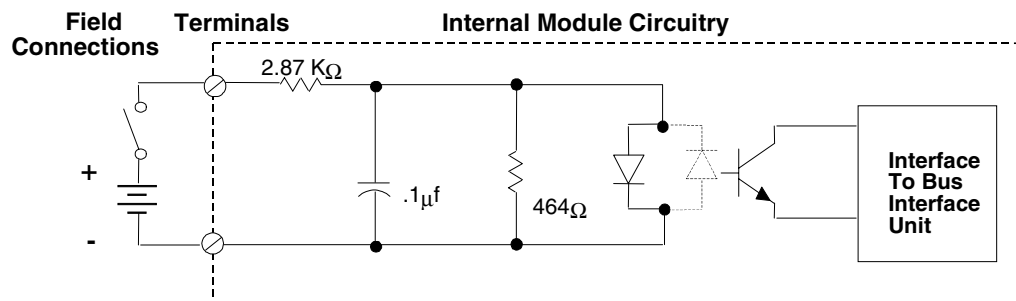 Field
Connections
Terminals
Internal Module Circuitry
2.87 KΩ
+
-
.1μf
464Ω
Interface
To Bus
Interface
Unit